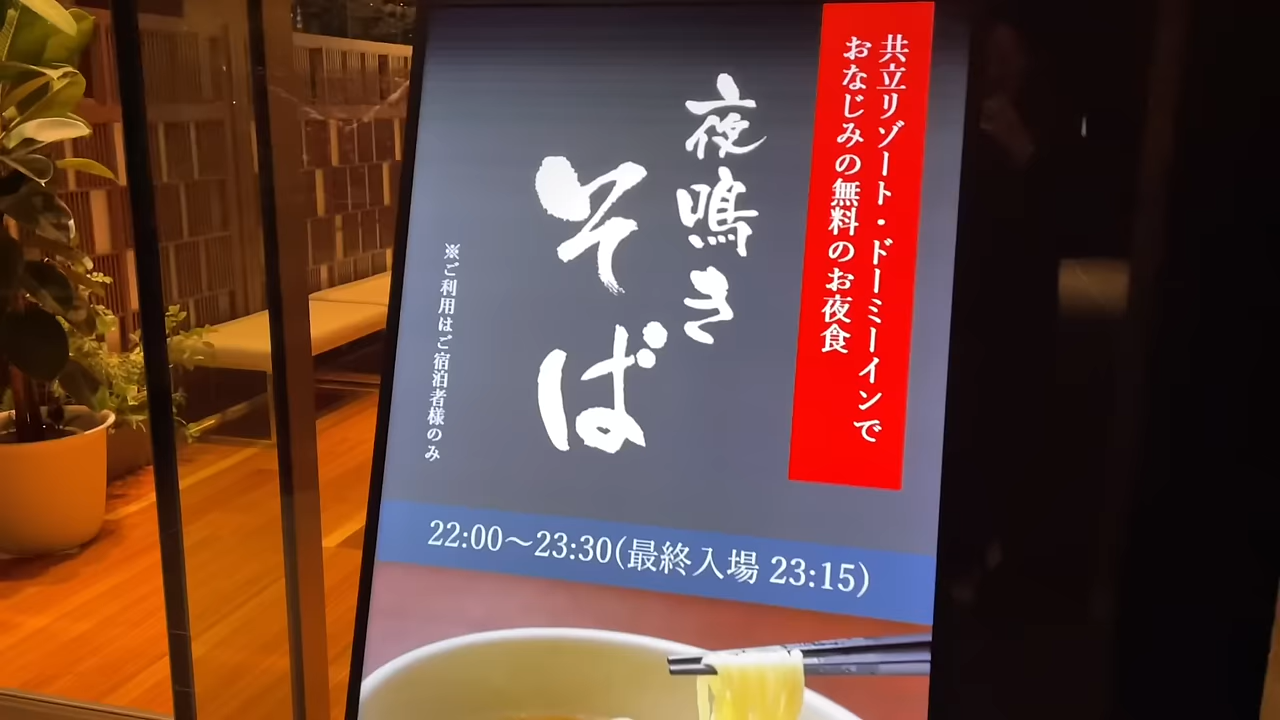 共立リゾート・ドーミーインで
おなじみの無料のお夜食
夜鳴き
そば
※ご利用はご宿泊者様のみ
22:00〜23:30(最終入場 23:15)